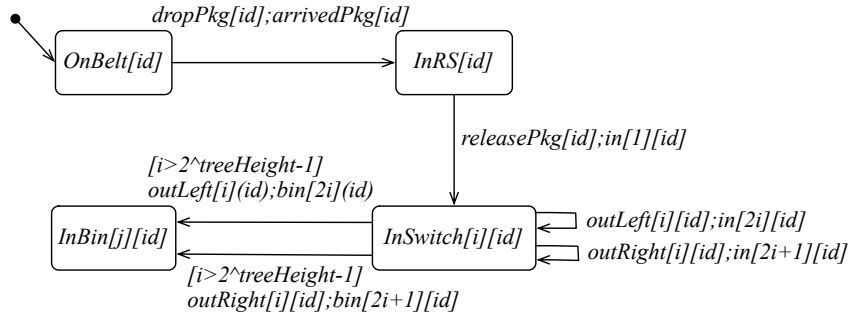 dropPkg[id];arrivedPkg[id]
OnBelt[id]
InRS[id]
releasePkg[id];in[1][id]
[i>2^treeHeight-1]
outLeft[i](id);bin[2i](id)
InBin[j][id]
InSwitch[i][id]
outLeft[i][id];in[2i][id]
outRight[i][id];in[2i+1][id]
[i>2^treeHeight-1]
outRight[i][id];bin[2i+1][id]